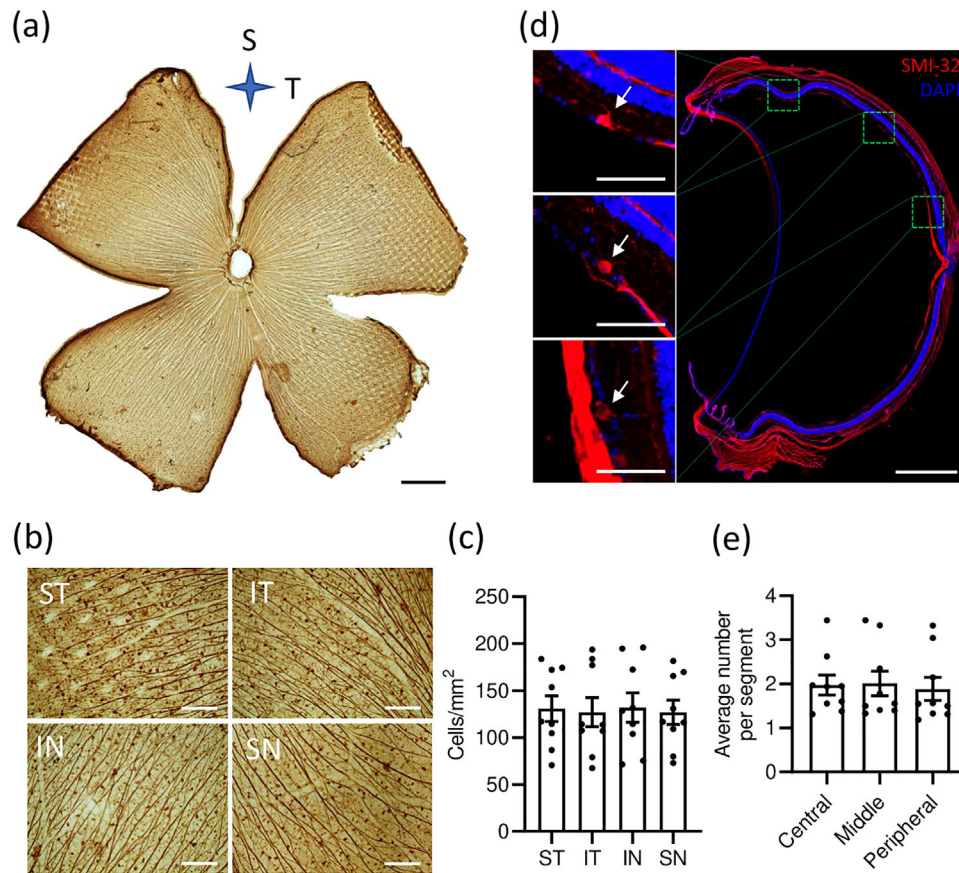 (a)
S
T
(d)
SMI-32
DAPI
(b)
ST
IT
IN
SN
(c)
Cells/mm²
250
200
150
100
50
0
ST IT IN SN
(e)
Average number
per segment
4
3
2
1
0
Central Middle Peripheral